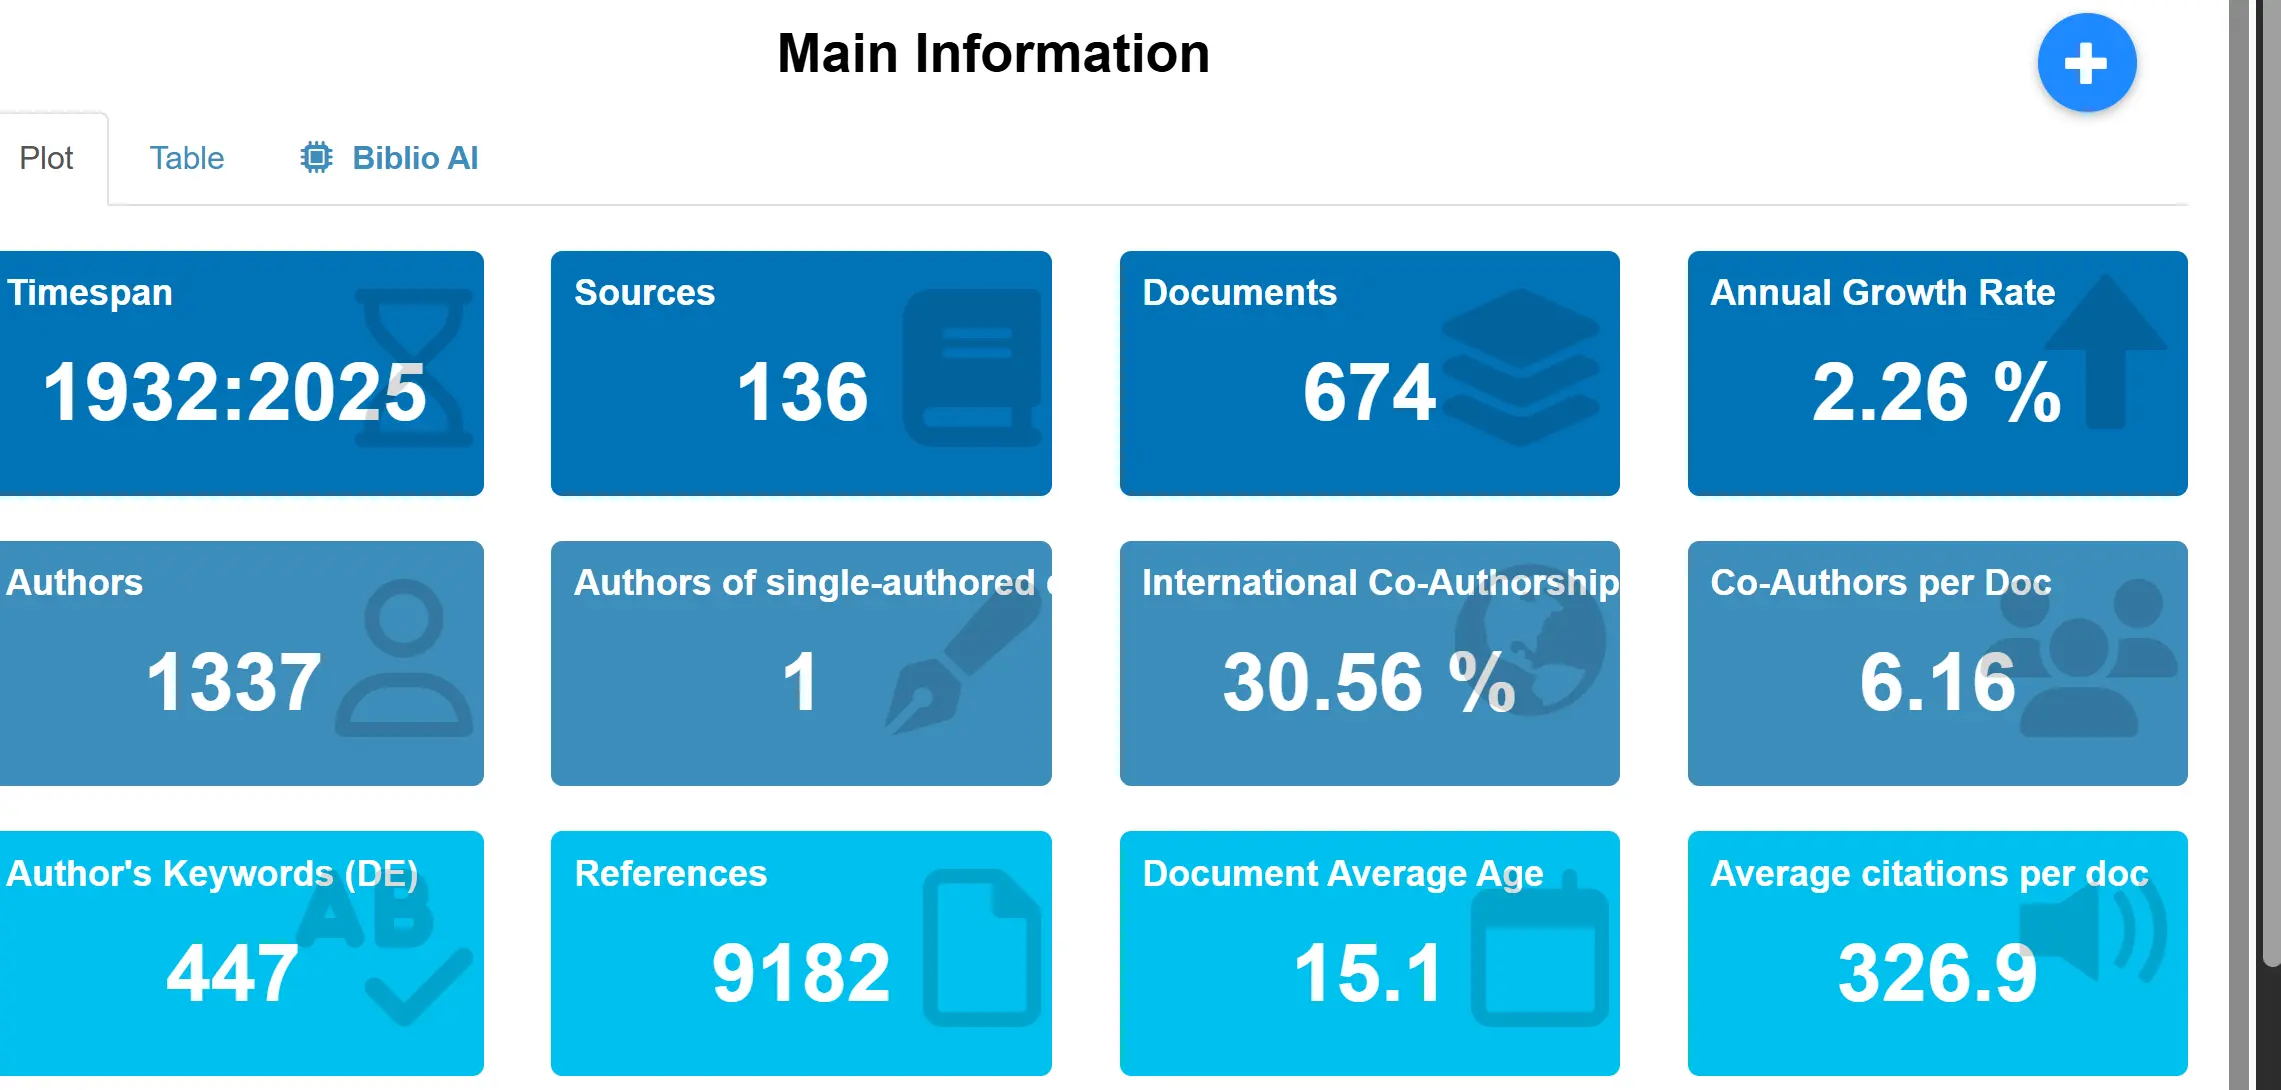 Main Information
Plot
Table
Biblio AI
Timespan
1932:2025
Sources
136
Documents
674
Annual Growth Rate
2.26 %
Authors
1337
Authors of single-authored
1
International Co-Authorship
30.56 %
Co-Authors per Doc
6.16
Author's Keywords (DE)
447
References
9182
Document Average Age
15.1
Average citations per doc
326.9
AB